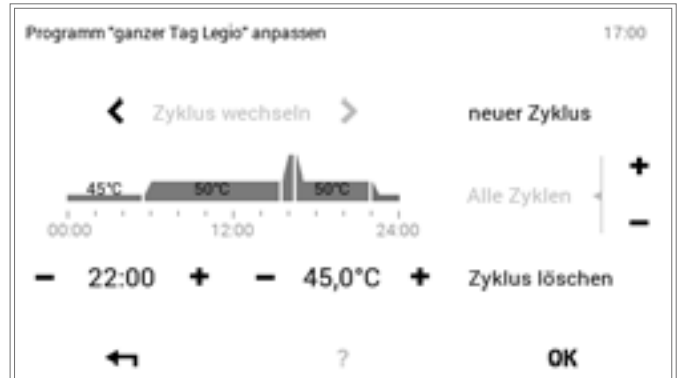 Programm "ganzer Tag Legio" anpassen 17:00
Zyklus wechseln neuer Zyklus
45°C 50°C 50°C
Alle Zyklen
+
−
00:00 12:00 24:00
− 22:00 + − 45,0°C + Zyklus löschen
? OK